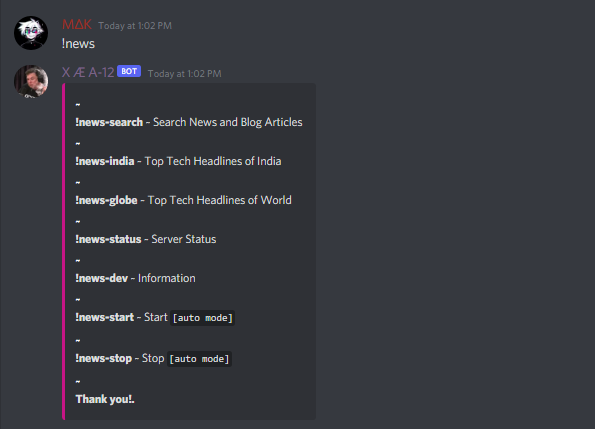 MΔK Today at 1:02 PM
!news
X Æ A-12 BOT Today at 1:02 PM
~
!news-search - Search News and Blog Articles
~
!news-india - Top Tech Headlines of India
~
!news-globe - Top Tech Headlines of World
~
!news-status - Server Status
~
!news-dev - Information
~
!news-start - Start [auto mode]
~
!news-stop - Stop [auto mode]
~
Thank you!.